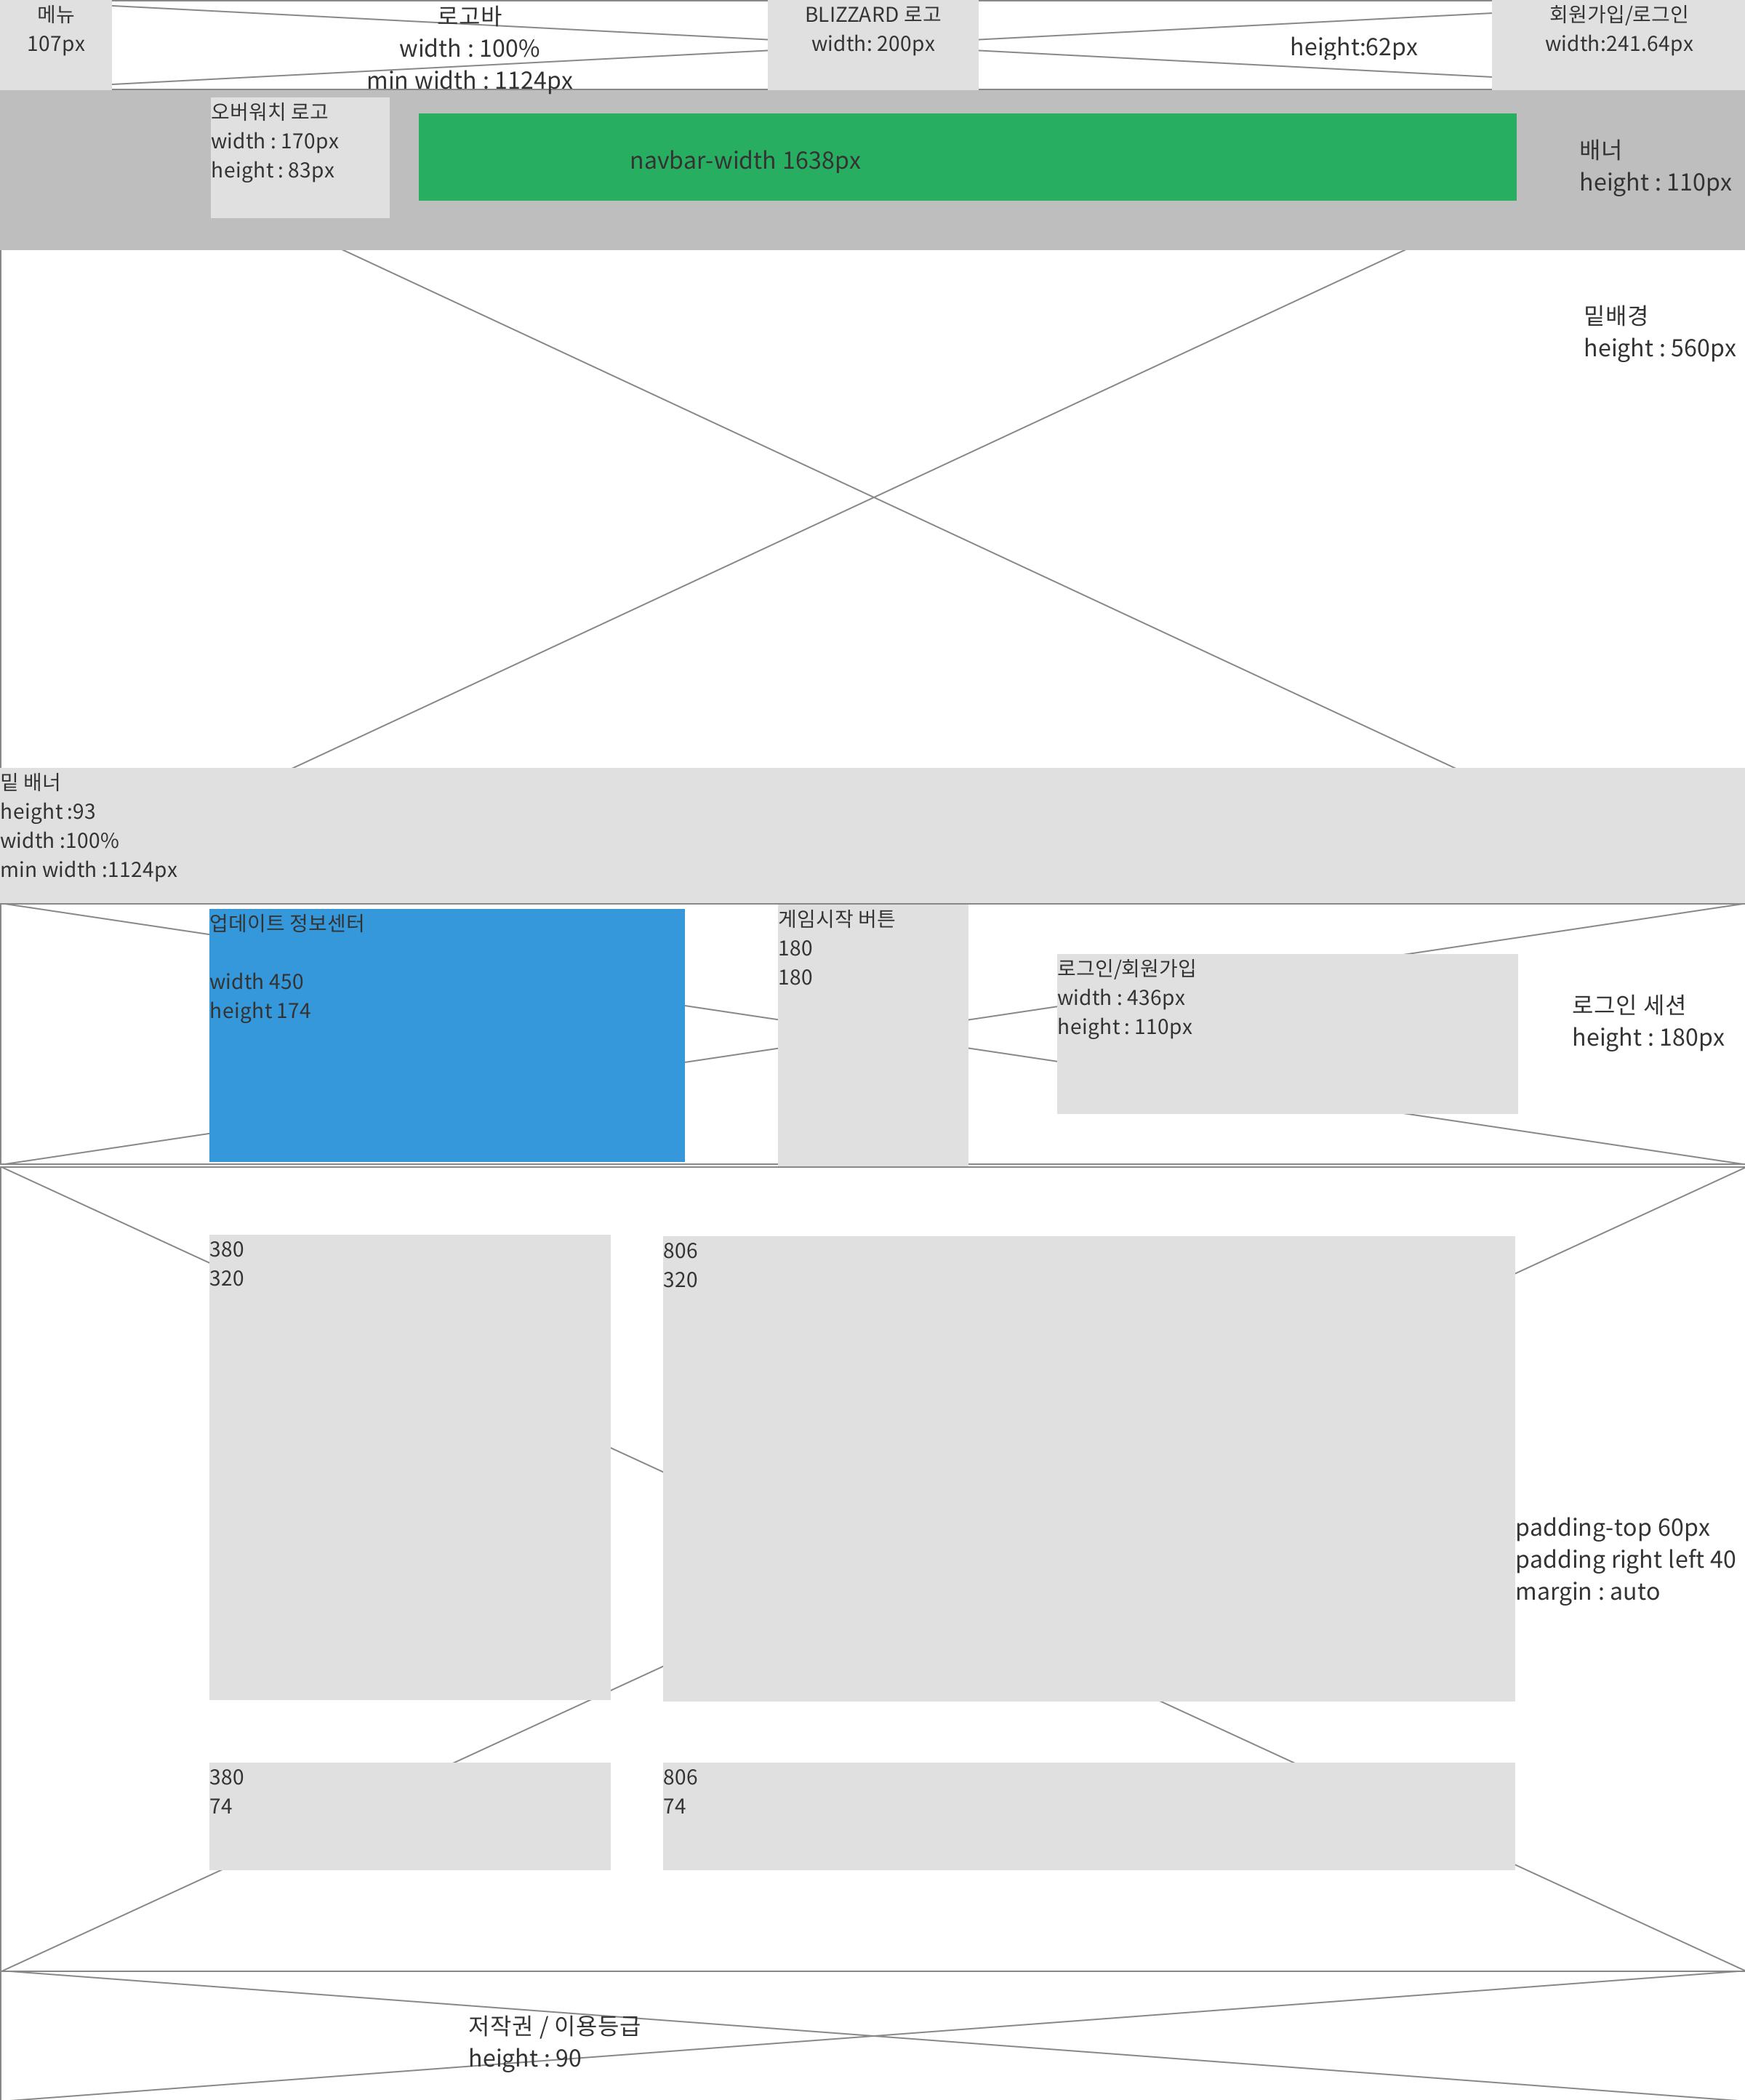 메뉴
107px
로고바
width : 100%
min width : 1124px
BLIZZARD 로고
width: 200px
height:62px
회원가입/로그인
width:241.64px
오버워치 로고
width : 170px
height : 83px
navbar-width 1638px
배너
height : 110px
밑배경
height : 560px
밑 배너
height :93
width :100%
min width :1124px
업데이트 정보센터
width 450
height 174
게임시작 버튼
180
180
로그인/회원가입
width : 436px
height : 110px
로그인 세션
height : 180px
380
320
806
320
padding-top 60px
padding right left 40
margin : auto
380
74
806
74
저작권 / 이용등급
height : 90